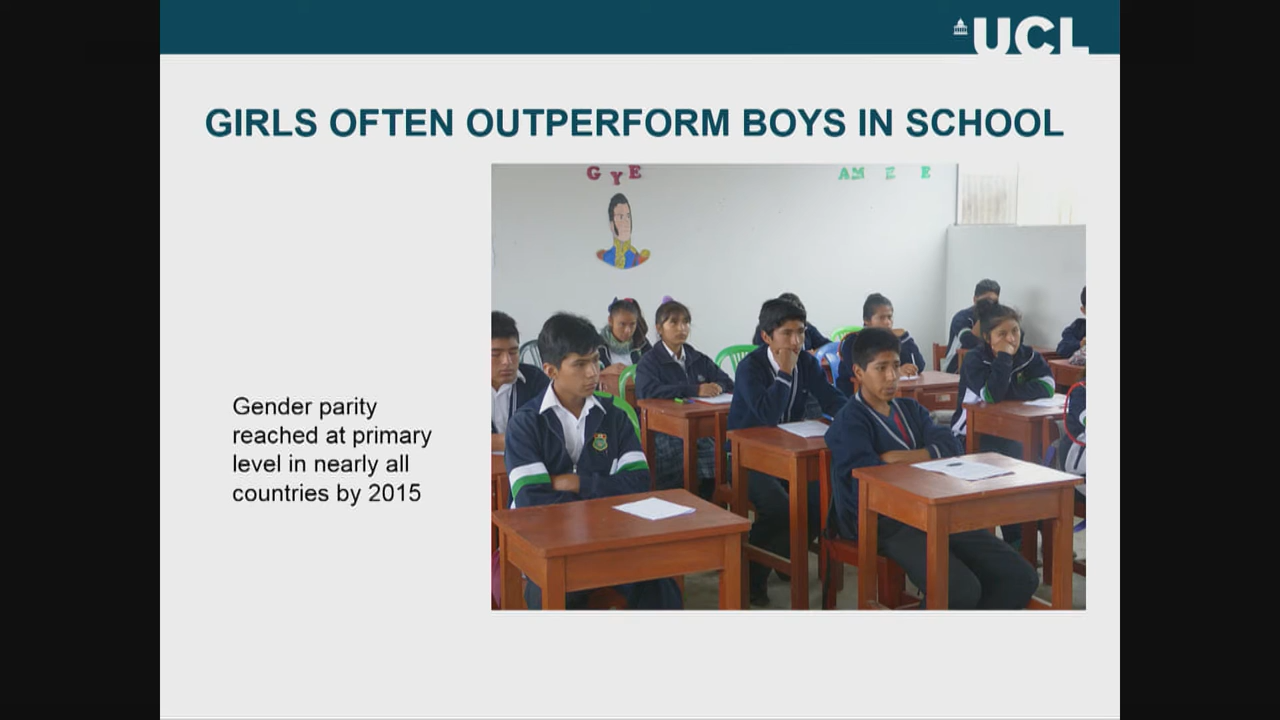 UCL
GIRLS OFTEN OUTPERFORM BOYS IN SCHOOL
G Y E
AM E E
Gender parity
reached at primary
level in nearly all
countries by 2015